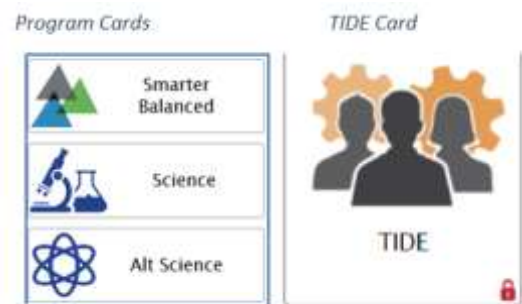 Program Cards
TIDE Card
Smarter
Balanced
Science
Alt Science
TIDE